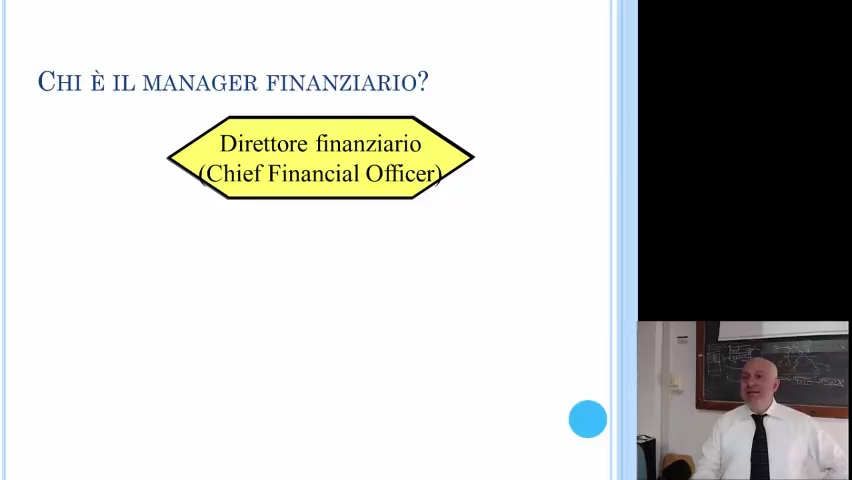 CHI È IL MANAGER FINANZIARIO?
Direttore finanziario
(Chief Financial Officer)